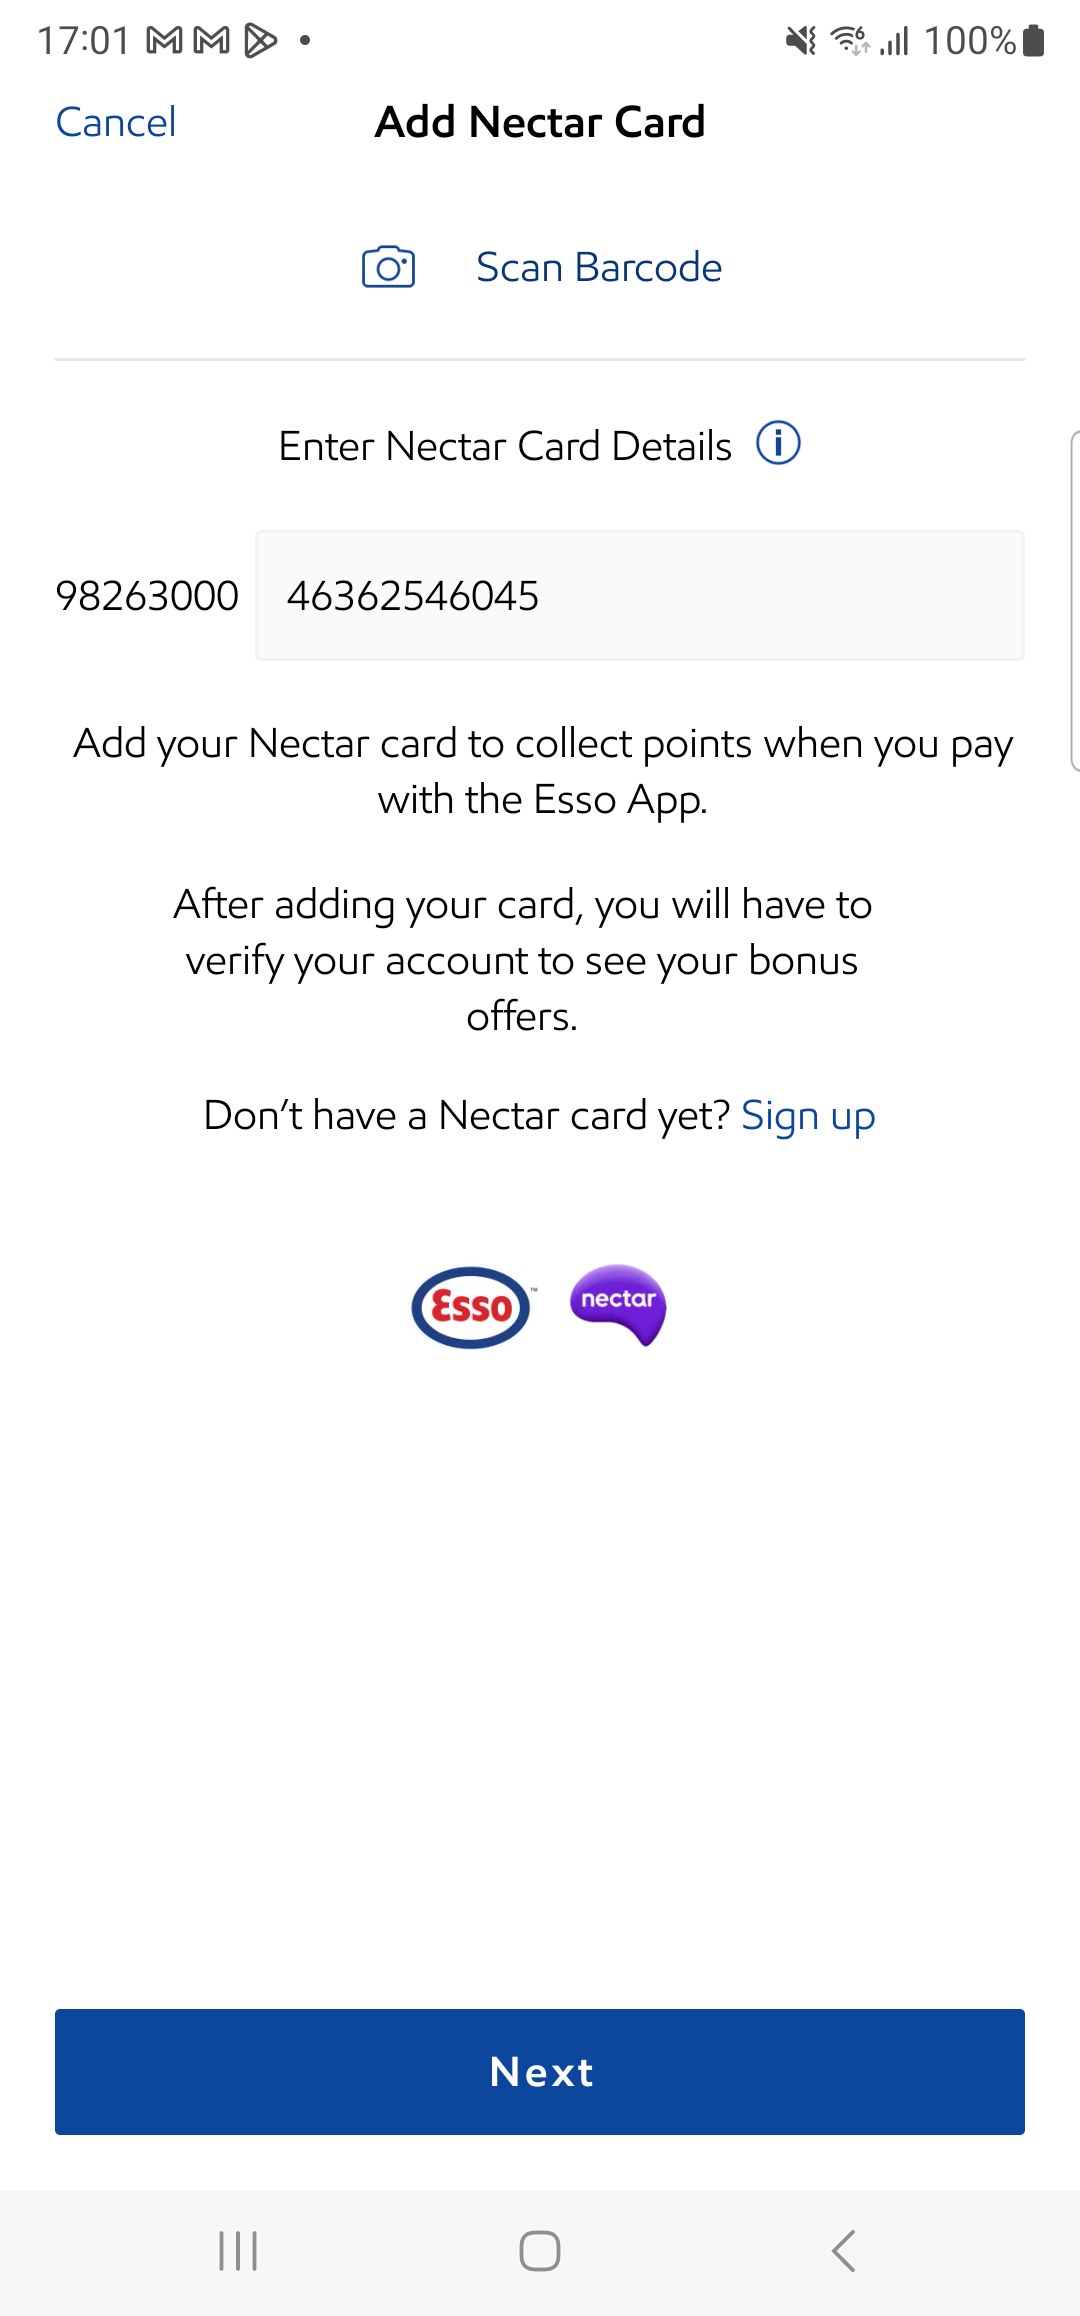 17:01
100%
Cancel
Add Nectar Card
Scan Barcode
Enter Nectar Card Details
98263000
46362546045
Add your Nectar card to collect points when you pay
with the Esso App.
After adding your card, you will have to
verify your account to see your bonus
offers.
Don't have a Nectar card yet? Sign up
Esso ™
nectar
Next